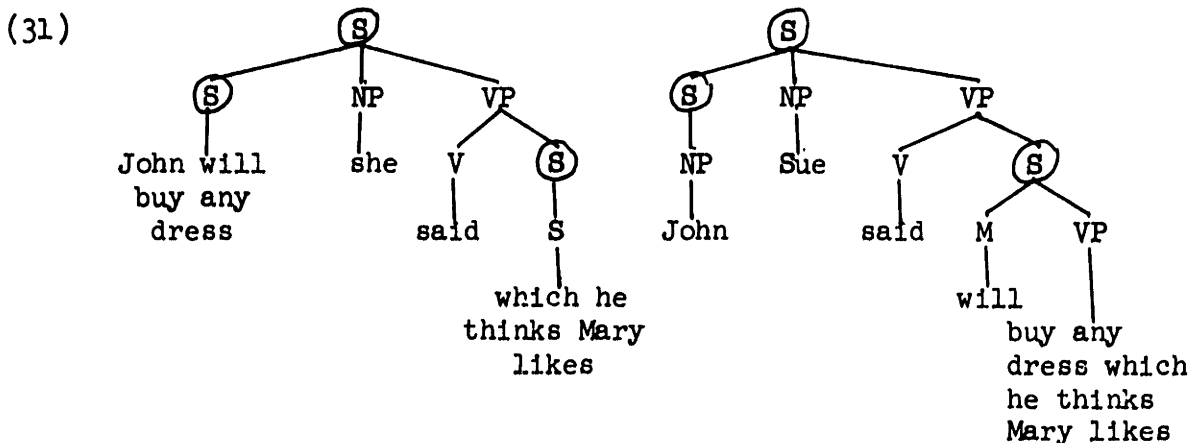 (31)
S S
S NP VP S NP VP
John will buy any dress she V S NP Sue V S
said S John said M VP
which he thinks Mary likes will
buy any dress which he thinks Mary likes